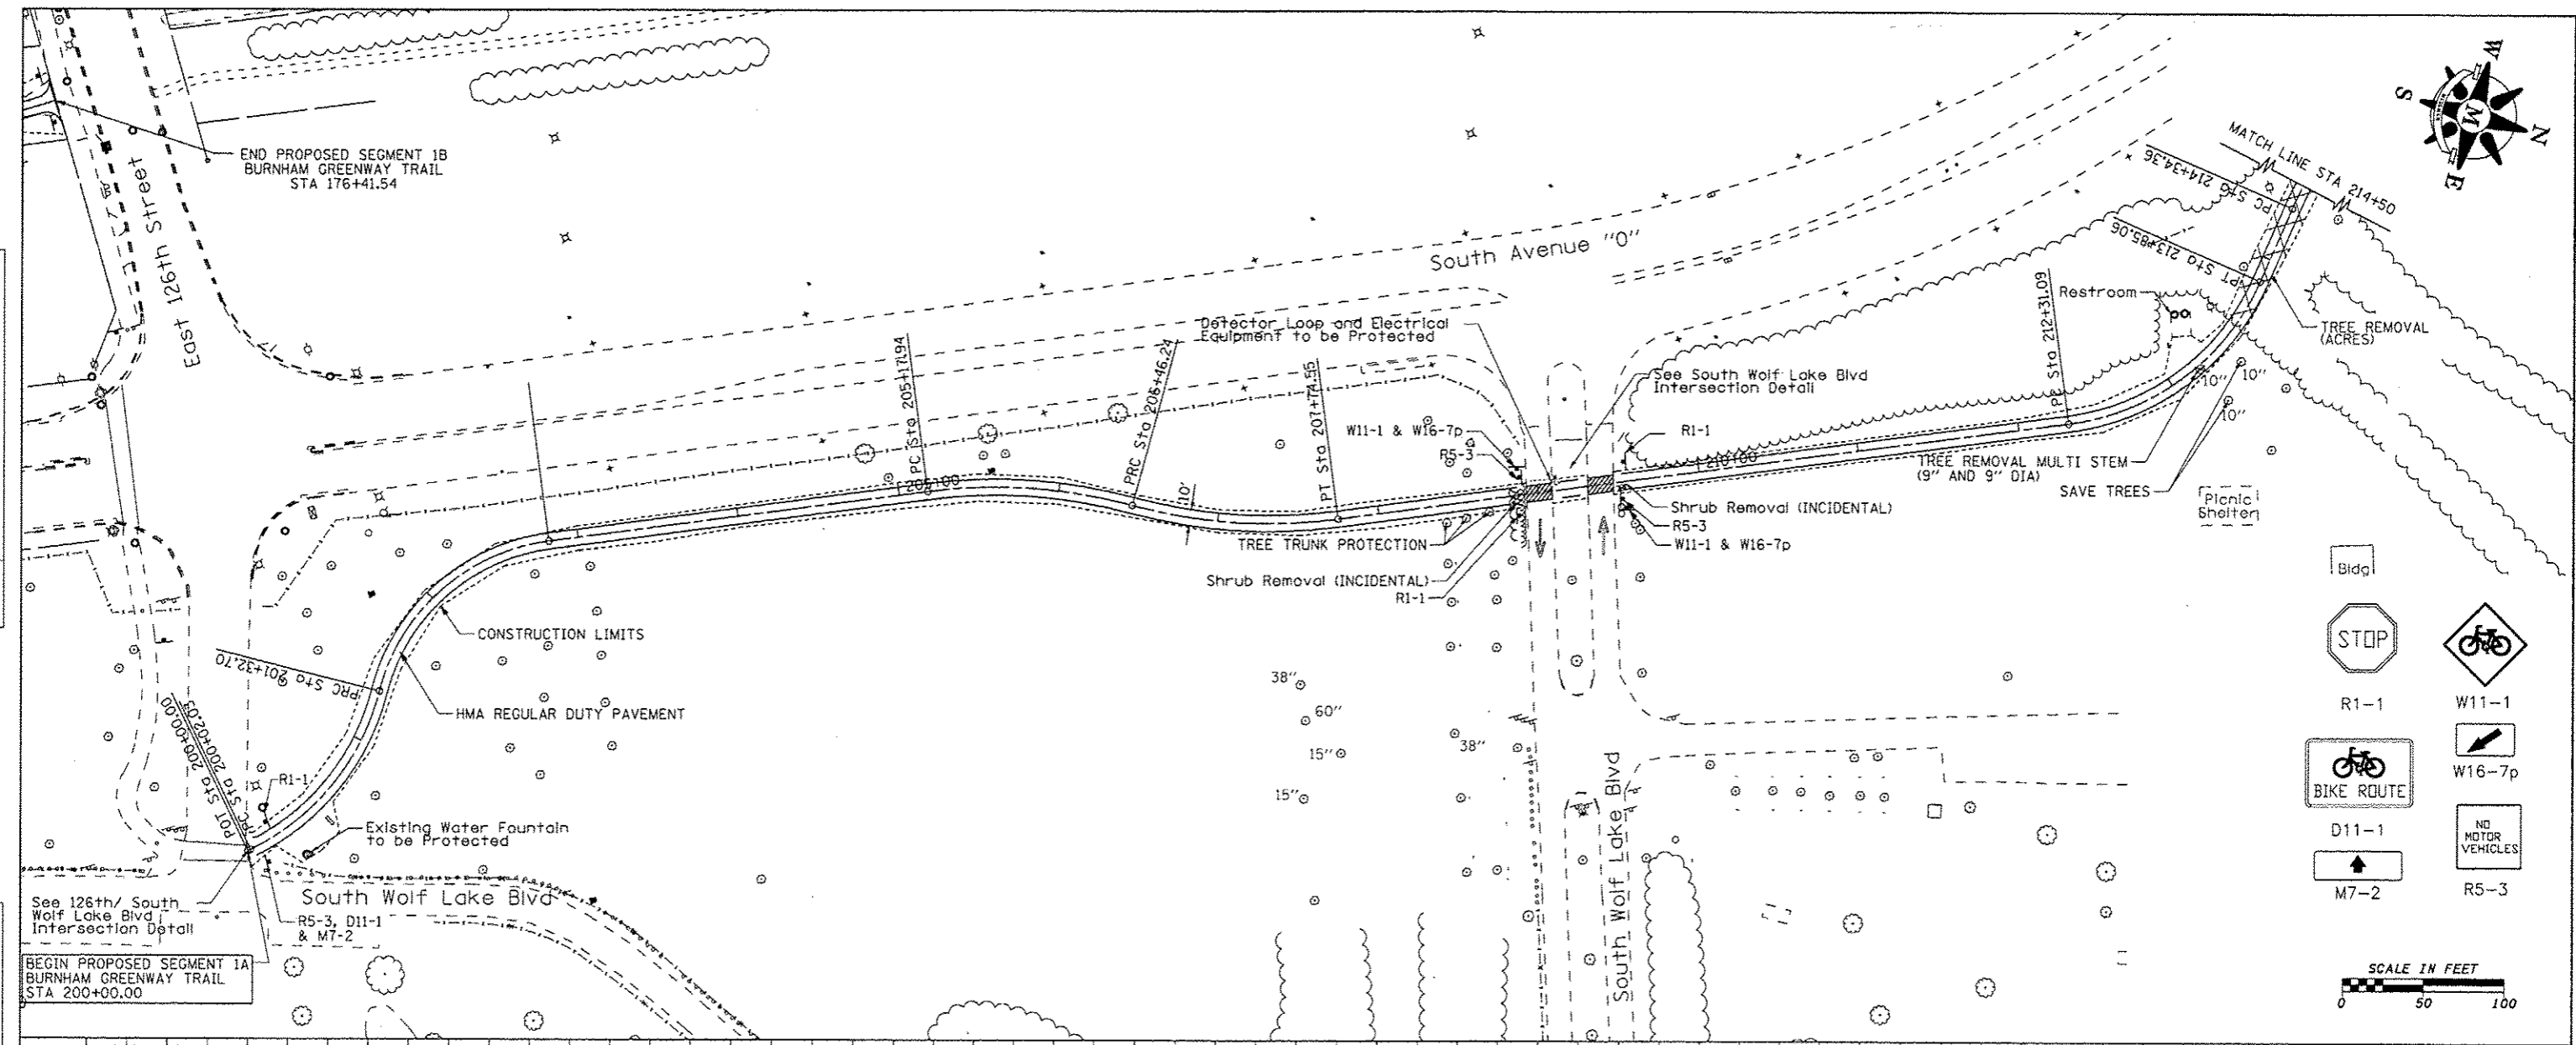 END PROPOSED SEGMENT 1B
BURNHAM GREENWAY TRAIL
STA 176+41.54
East 126th Street
South Avenue "O"
W
S
M
N
E
MATCH LINE STA 214+50
PC Sta 214+34.36
PT Sta 213+85.06
Restroom
TREE REMOVAL
(ACRES)
PC Sta 212+31.09
10"
10"
10"
Detector Loop and Electrical
Equipment to be Protected
See South Wolf Lake Blvd
Intersection Detail
PC Sta 205+17.94
PRC Sta 206+46.24
PT Sta 207+74.55
W11-1 & W16-7p
R5-3
R1-1
205+00
210+00
10'
TREE REMOVAL MULTI STEM
(9" AND 9" DIA)
SAVE TREES
Picnic
Shelter
Shrub Removal (INCIDENTAL)
R5-3
W11-1 & W16-7p
TREE TRUNK PROTECTION
Shrub Removal (INCIDENTAL)
R1-1
CONSTRUCTION LIMITS
HMA REGULAR DUTY PAVEMENT
PRC Sta 201+32.70
POT Sta 200+00.00
PC Sta 200+02.03
R1-1
Existing Water Fountain
to be Protected
38"
60"
15"
38"
15"
South Wolf Lake Blvd
South Wolf Lake Blvd
See 126th/ South
Wolf Lake Blvd
Intersection Detail
R5-3, D11-1
& M7-2
BEGIN PROPOSED SEGMENT 1A
BURNHAM GREENWAY TRAIL
STA 200+00.00
Bldg
STOP
R1-1
W11-1
BIKE ROUTE
D11-1
W16-7p
NO
MOTOR
VEHICLES
M7-2
R5-3
SCALE IN FEET
0 50 100